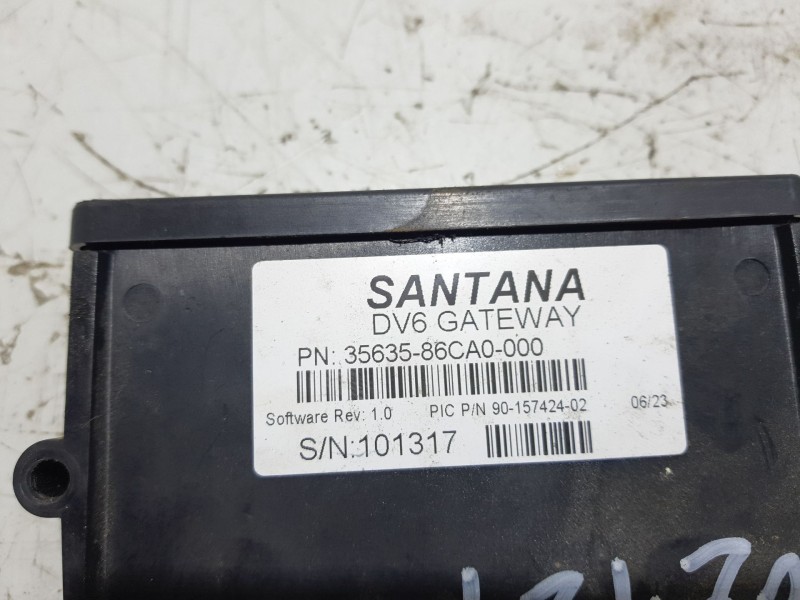 SANTANA
DV6 GATEWAY
PN: 35635-86CA0-000
Software Rev: 1.0 PIC P/N 90-157424-02 06/23
S/N:101317